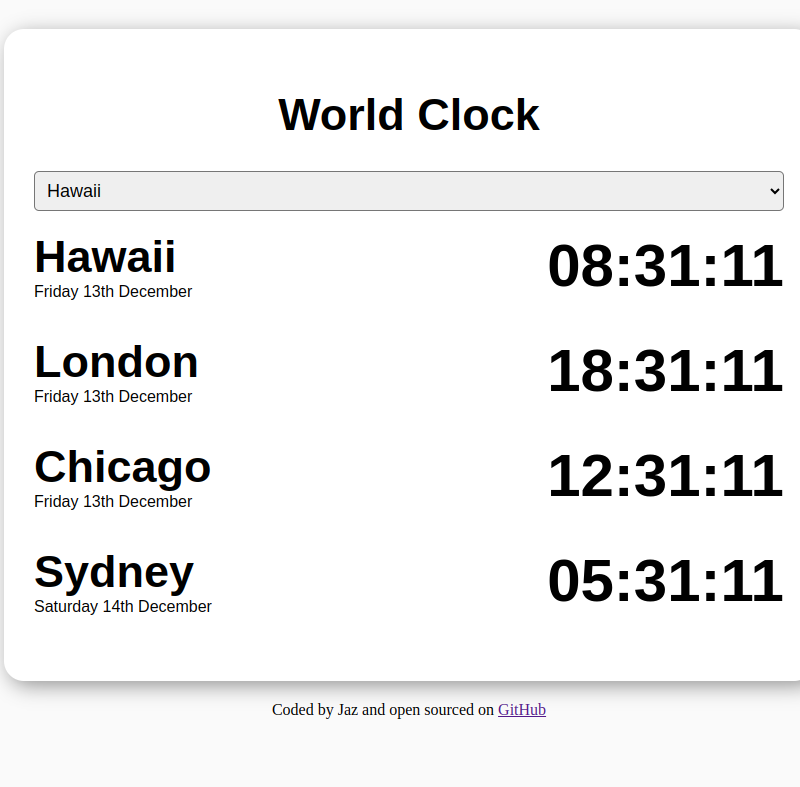 World Clock
Hawaii
Hawaii 08:31:11
Friday 13th December
London 18:31:11
Friday 13th December
Chicago 12:31:11
Friday 13th December
Sydney 05:31:11
Saturday 14th December
Coded by Jaz and open sourced on GitHub